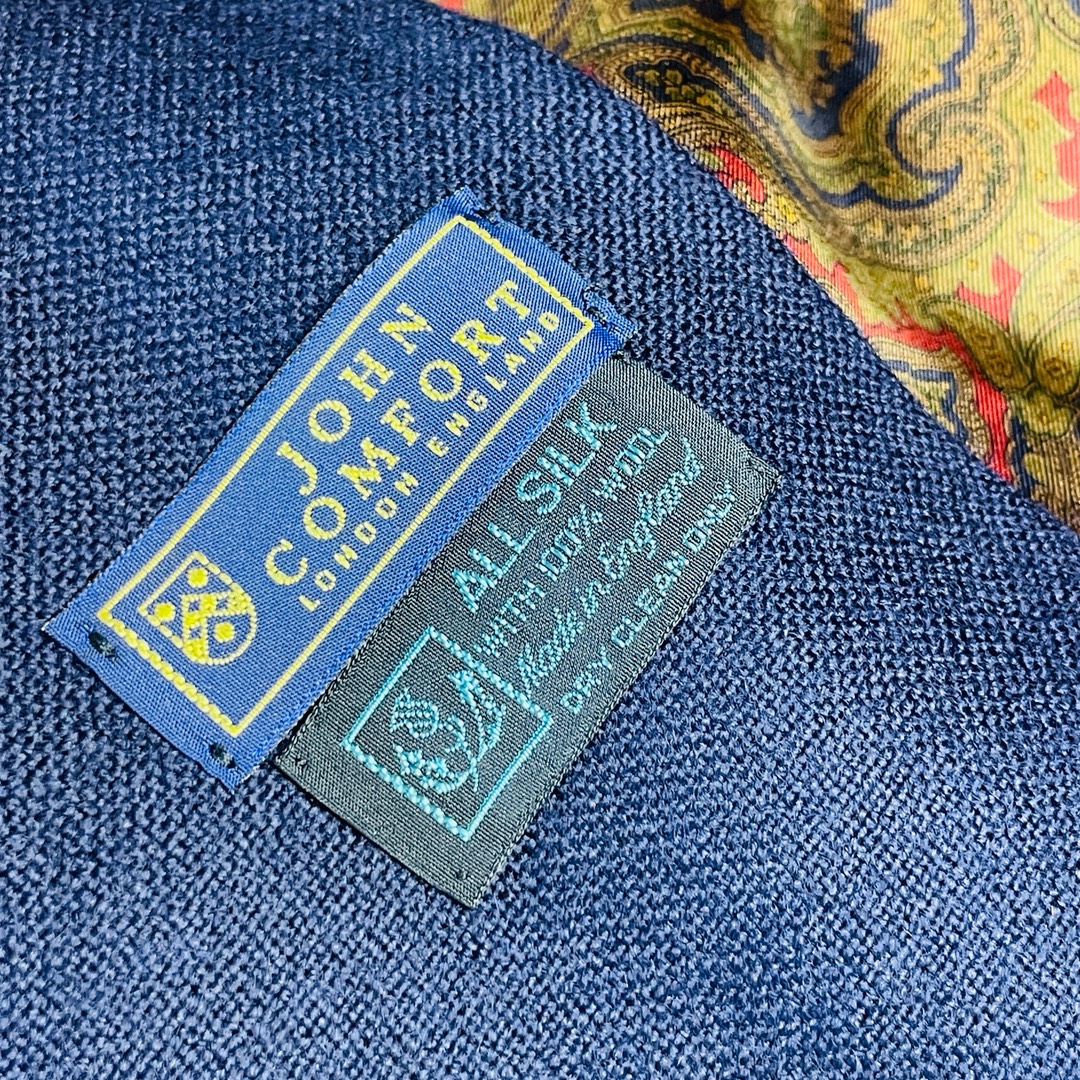 JOHN
COMFORT
LONDON ENGLAND
ALL SILK
WITH 100% WOOL
Made in England
DRY CLEAN ONLY